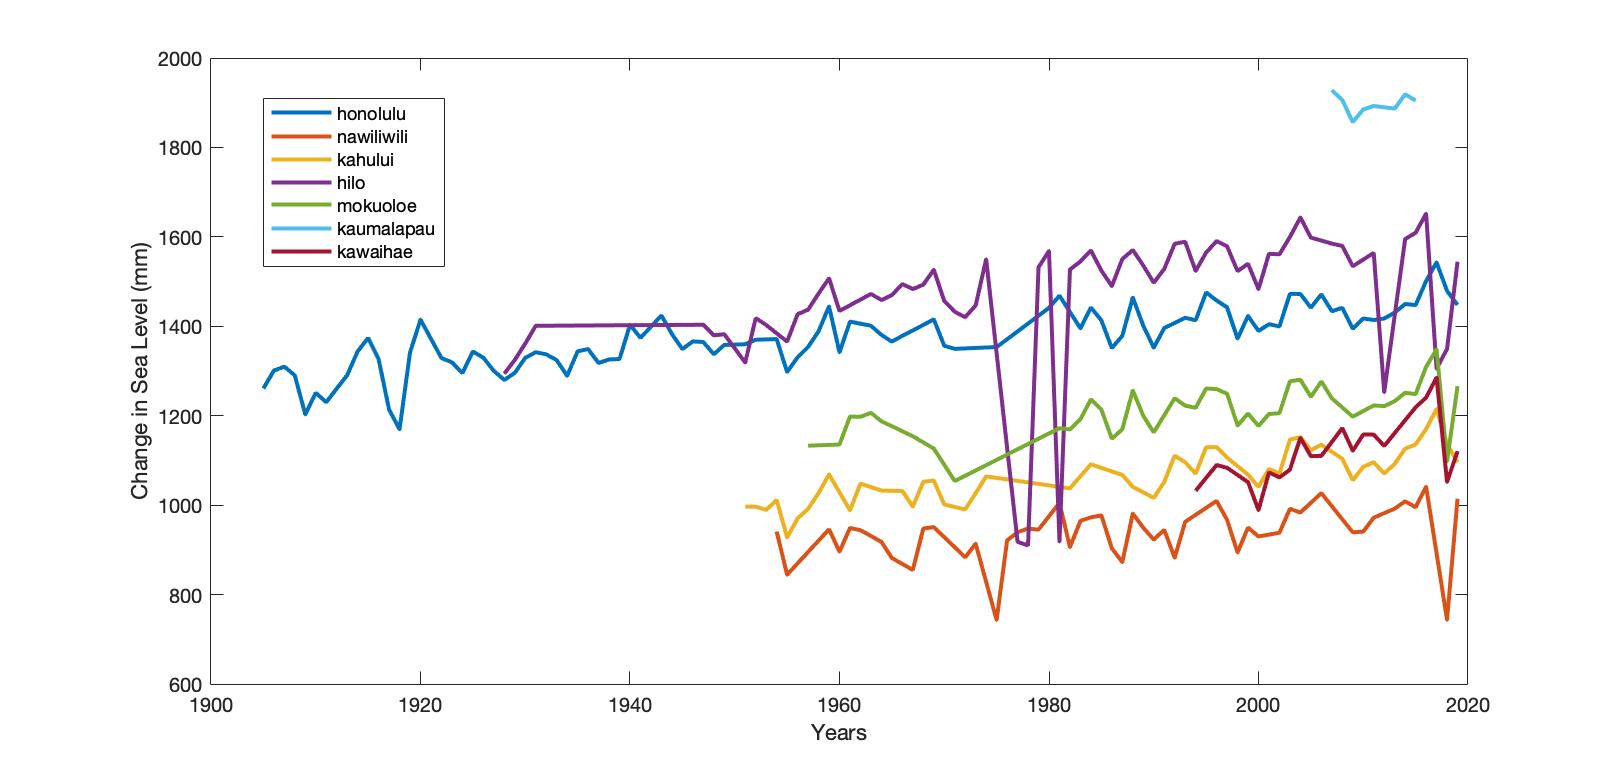 2000
1800
1600
1400
1200
1000
800
600
Change in Sea Level (mm)
honolulu
nawiliwili
kahului
hilo
mokuoloe
kaumalapau
kawaihae
1900 1920 1940 1960 1980 2000 2020
Years